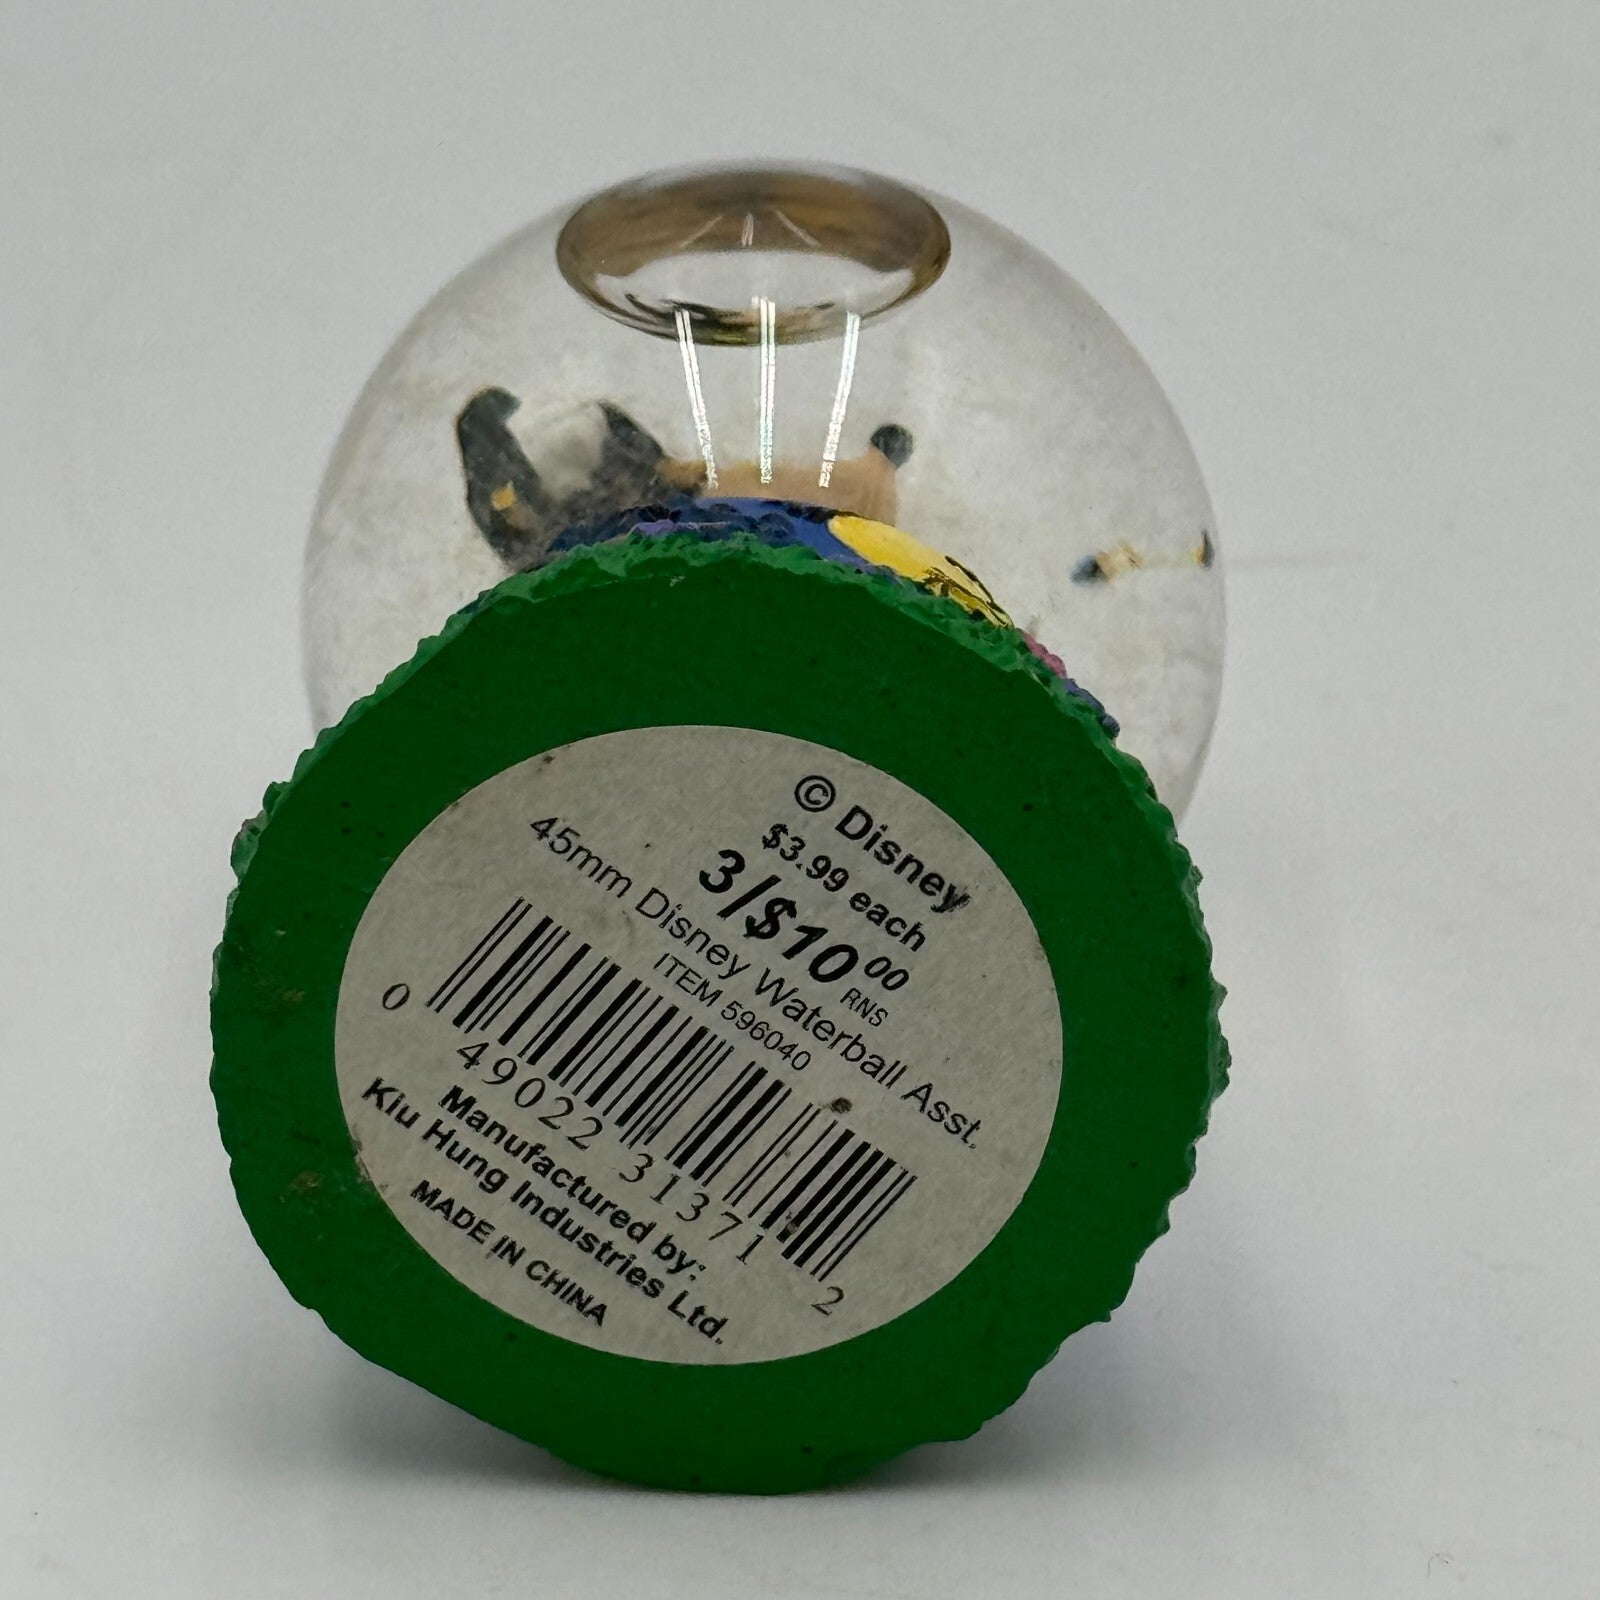 © Disney
$3.99 each
3/$10 00
RNS
45mm Disney Waterball Asst.
ITEM 596040
0 49022 31371 2
Manufactured by:
Kiu Hung Industries Ltd.
MADE IN CHINA